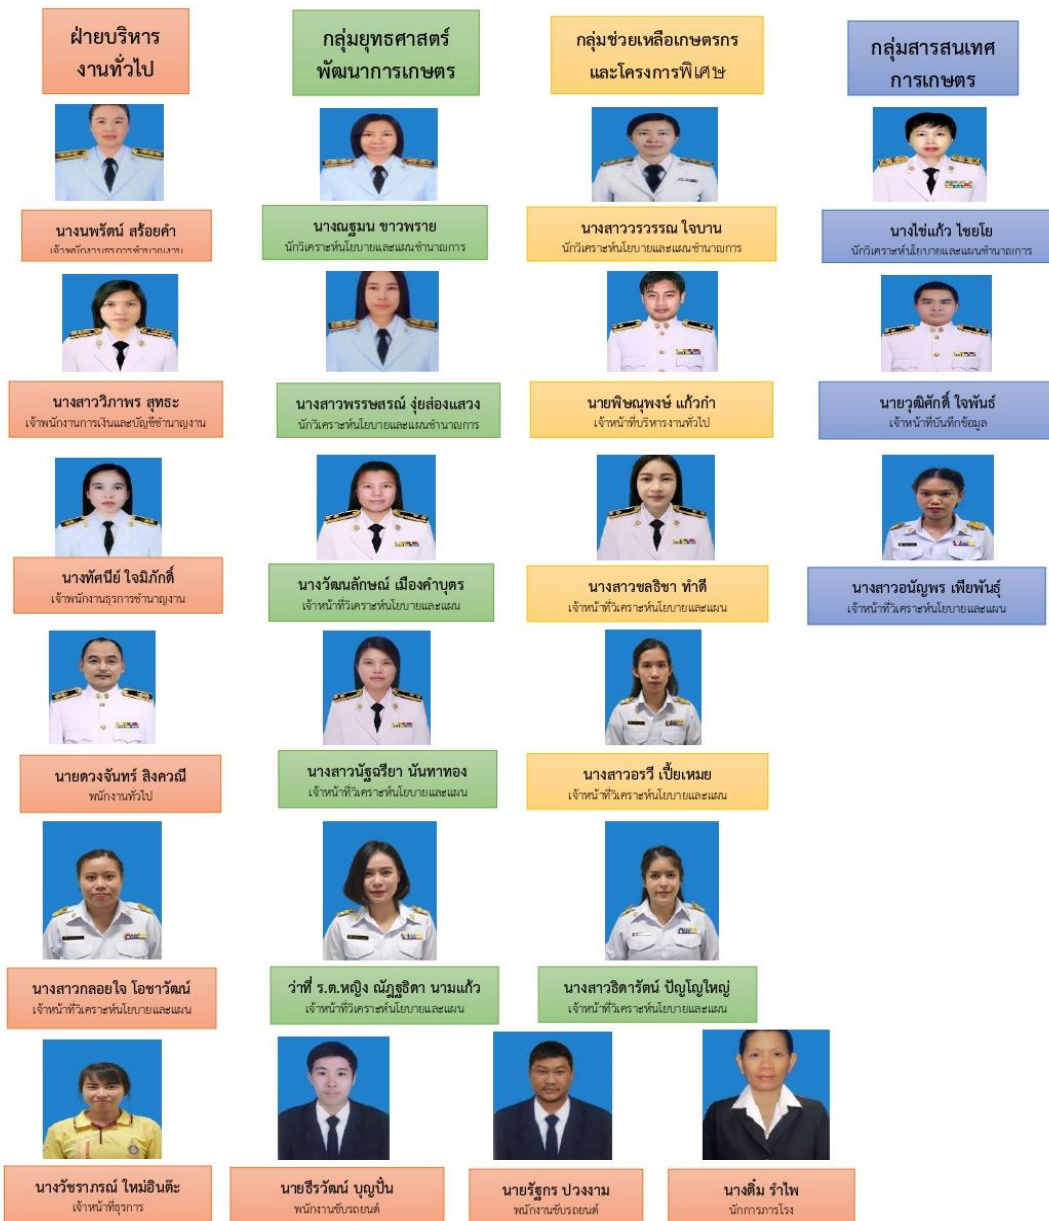 ฝ่ายบริหาร
งานทั่วไป
กลุ่มยุทธศาสตร์
พัฒนาการเกษตร
กลุ่มช่วยเหลือเกษตรกร
และโครงการพิเศษ
กลุ่มสารสนเทศ
การเกษตร
นางนพรัตน์ สร้อยคำ
เจ้าพนักงานธุรการชำนาญงาน
นางณฐมน ขาวพราย
นักวิเคราะห์นโยบายและแผนชำนาญการ
นางสาววรวรรณ ใจบาน
นักวิเคราะห์นโยบายและแผนชำนาญการ
นางไข่แก้ว ไชยโย
นักวิเคราะห์นโยบายและแผนชำนาญการ
นางสาววิภาพร สุทธะ
เจ้าพนักงานการเงินและบัญชีชำนาญงาน
นางสาวพรรษสรณ์ งุ่ยส่องแสวง
นักวิเคราะห์นโยบายและแผนชำนาญการ
นายพิษณุพงษ์ แก้วกำ
เจ้าหน้าที่บริหารงานทั่วไป
นายวุฒิศักดิ์ ใจพันธ์
เจ้าหน้าที่บันทึกข้อมูล
นางทัศนีย์ ใจมิภักดิ์
เจ้าพนักงานธุรการชำนาญงาน
นางวัฒนลักษณ์ เมืองคำบุตร
เจ้าหน้าที่วิเคราะห์นโยบายและแผน
นางสาวชลธิชา ทำดี
เจ้าหน้าที่วิเคราะห์นโยบายและแผน
นางสาวอนัญพร เพียพันธุ์
เจ้าหน้าที่วิเคราะห์นโยบายและแผน
นายดวงจันทร์ สิงควณี
พนักงานทั่วไป
นางสาวนัฐฉรียา นันทาทอง
เจ้าหน้าที่วิเคราะห์นโยบายและแผน
นางสาวอรวี เปี้ยเหมย
เจ้าหน้าที่วิเคราะห์นโยบายและแผน
นางสาวกลอยใจ โอชาวัฒน์
เจ้าหน้าที่วิเคราะห์นโยบายและแผน
ว่าที่ ร.ต.หญิง ณัฎฐธิดา นามแก้ว
เจ้าหน้าที่วิเคราะห์นโยบายและแผน
นางสาวธิดารัตน์ ปัญโญใหญ่
เจ้าหน้าที่วิเคราะห์นโยบายและแผน
นางวัชราภรณ์ ใหม่อินต๊ะ
เจ้าหน้าที่ธุรการ
นายธีรวัฒน์ บุญปั๋น
พนักงานขับรถยนต์
นายรัฐกร ปวงงาม
พนักงานขับรถยนต์
นางติ๋ม รำไพ
นักการภารโรง